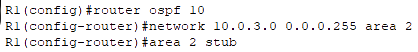 R1(config)#router ospf 10
R1(config-router)#network 10.0.3.0 0.0.0.255 area 2
R1(config-router)#area 2 stub